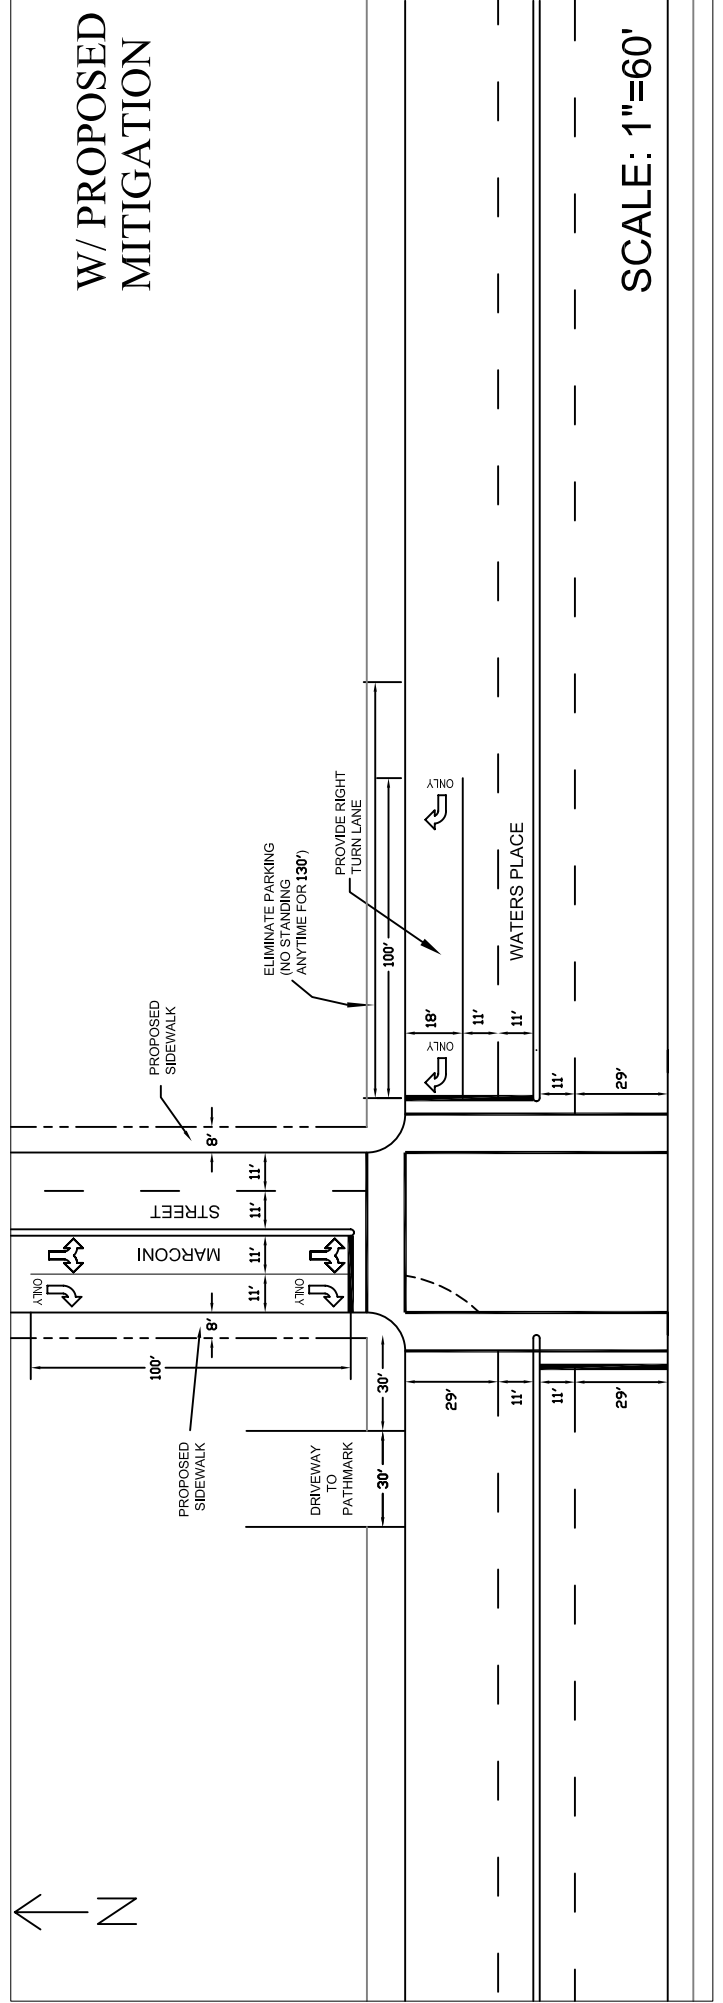 W/ PROPOSED
MITIGATION
SCALE: 1"=60'
N
PROPOSED
SIDEWALK
PROPOSED
SIDEWALK
ELIMINATE PARKING
(NO STANDING
ANYTIME FOR 130')
PROVIDE RIGHT
TURN LANE
DRIVEWAY
TO
PATHMARK
MARCONI
STREET
WATERS PLACE
ONLY
ONLY
ONLY
ONLY
8'
11'
11'
11'
11'
8'
100'
30'
30'
100'
18'
11'
11'
11'
29'
29'
11'
11'
29'